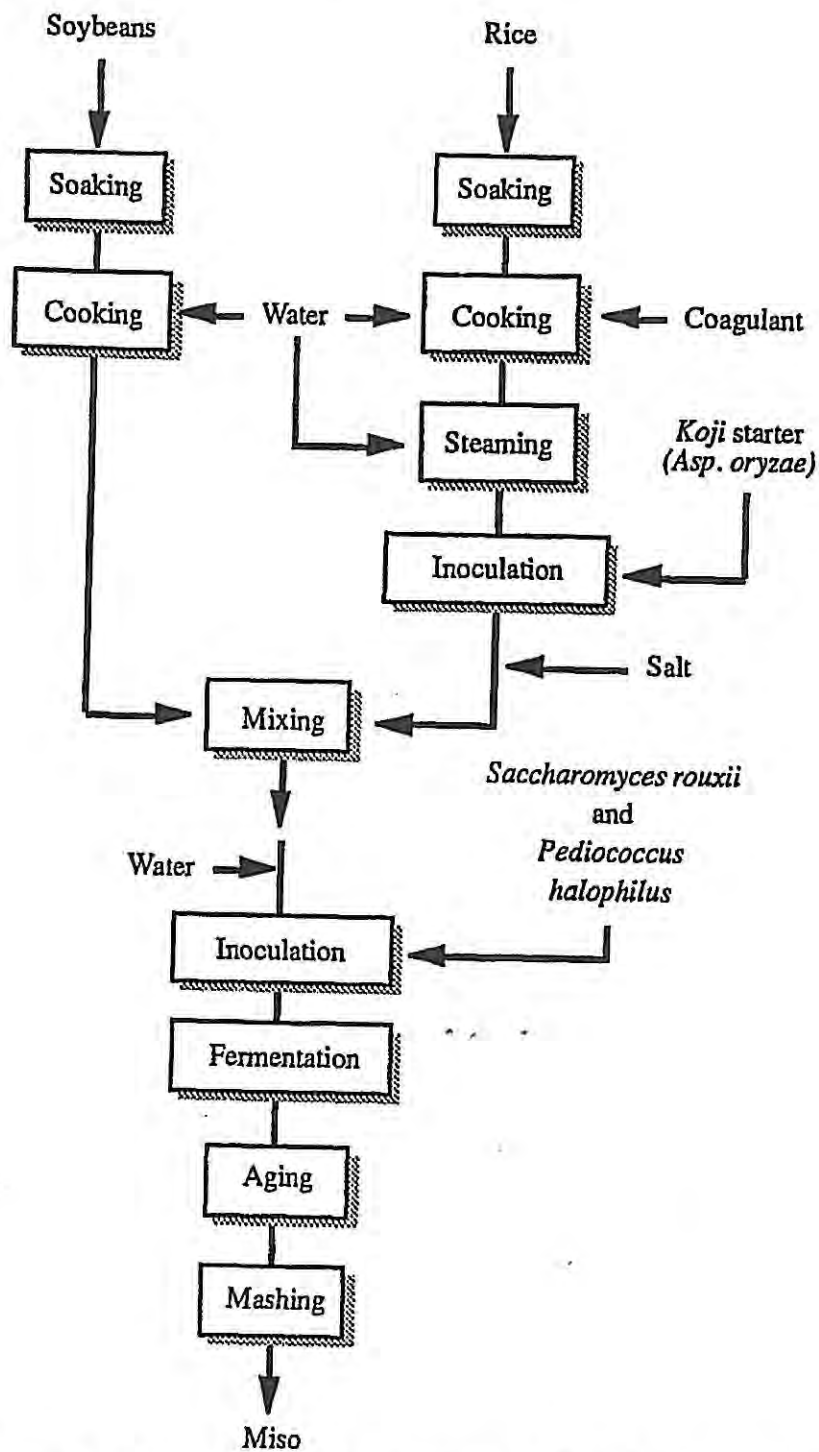 Soybeans
Rice
Soaking
Soaking
Cooking
Water
Cooking
Coagulant
Steaming
Koji starter
(Asp. oryzae)
Inoculation
Salt
Mixing
Saccharomyces rouxii
and
Pediococcus
halophilus
Water
Inoculation
Fermentation
Aging
Mashing
Miso